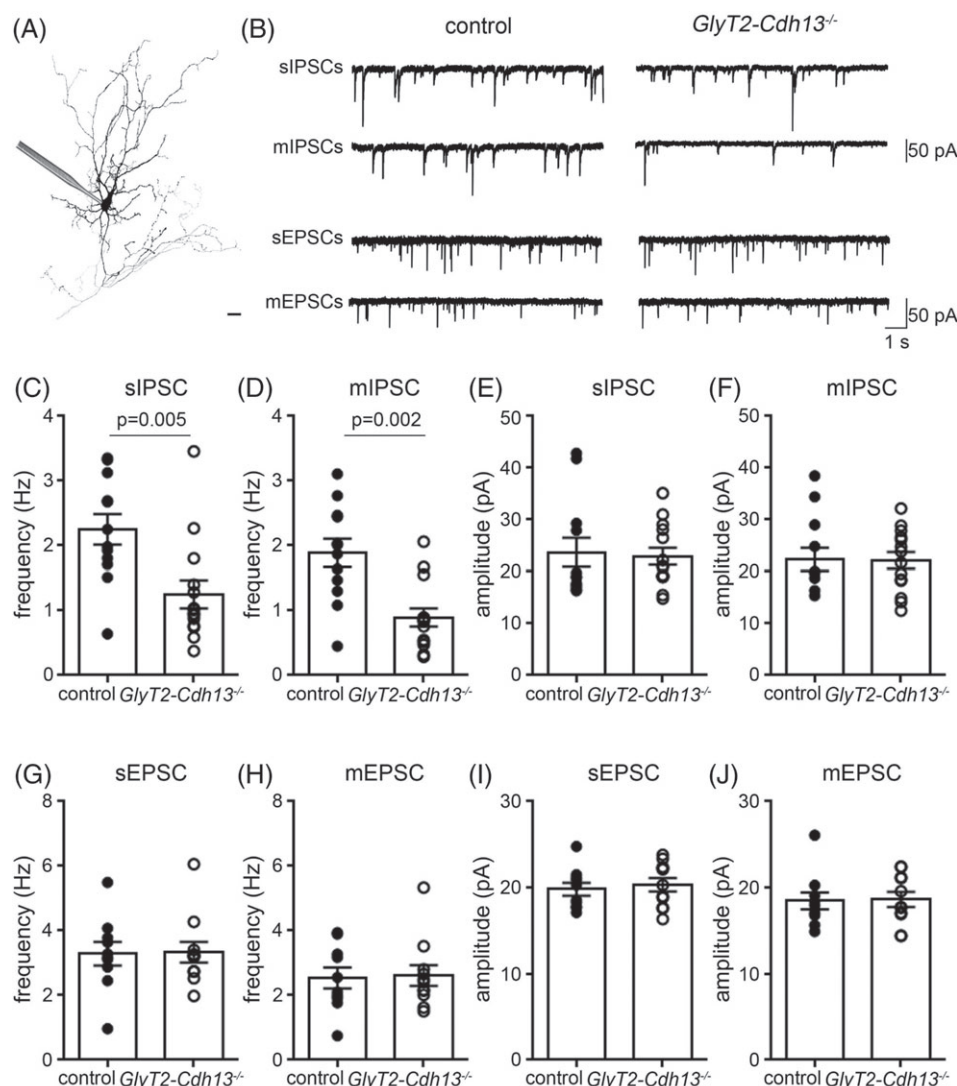 (A)
(B)
control
GlyT2-Cdh13-/-
sIPSCs
mIPSCs
50 pA
sEPSCs
mEPSCs
50 pA
1 s
(C)
sIPSC
p=0.005
frequency (Hz)
4
3
2
1
0
control GlyT2-Cdh13-/-
(D)
mIPSC
p=0.002
frequency (Hz)
4
3
2
1
0
control GlyT2-Cdh13-/-
(E)
sIPSC
amplitude (pA)
50
40
30
20
10
0
control GlyT2-Cdh13-/-
(F)
mIPSC
amplitude (pA)
50
40
30
20
10
0
control GlyT2-Cdh13-/-
(G)
sEPSC
frequency (Hz)
8
6
4
2
0
control GlyT2-Cdh13-/-
(H)
mEPSC
frequency (Hz)
8
6
4
2
0
control GlyT2-Cdh13-/-
(I)
sEPSC
amplitude (pA)
30
20
10
0
control GlyT2-Cdh13-/-
(J)
mEPSC
amplitude (pA)
30
20
10
0
control GlyT2-Cdh13-/-